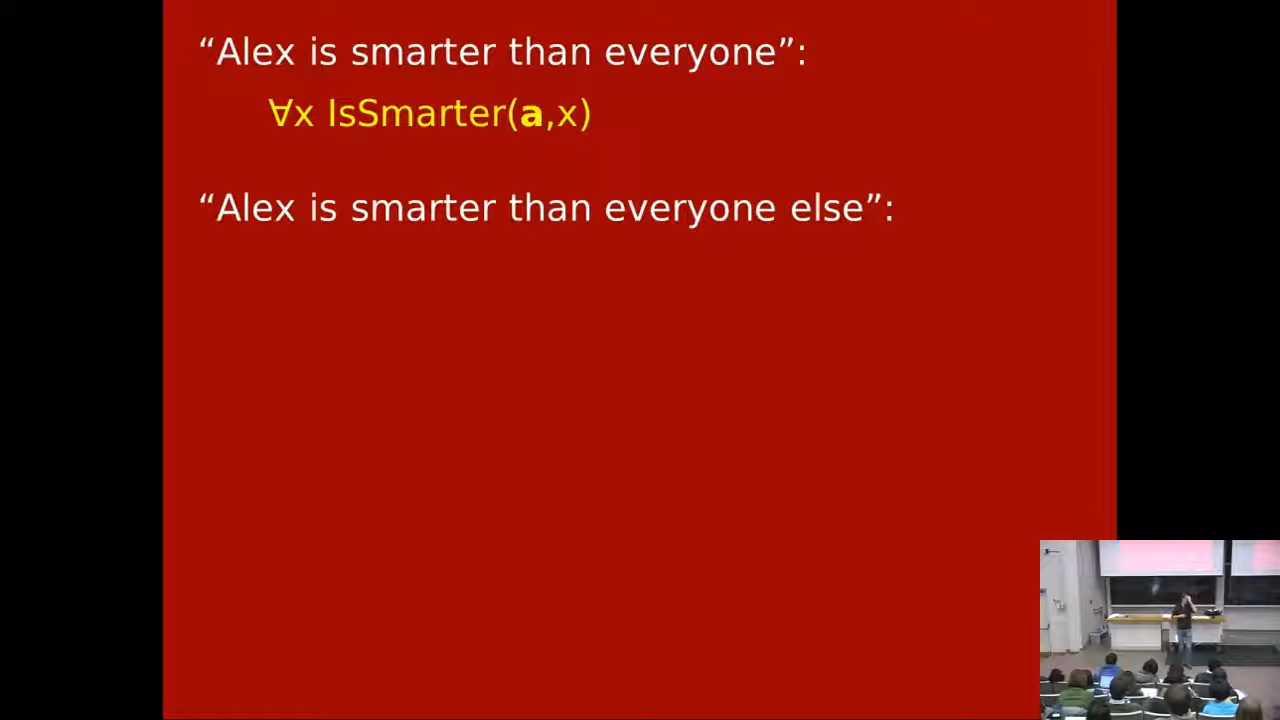 “Alex is smarter than everyone”:
∀x IsSmarter(a,x)
“Alex is smarter than everyone else”: